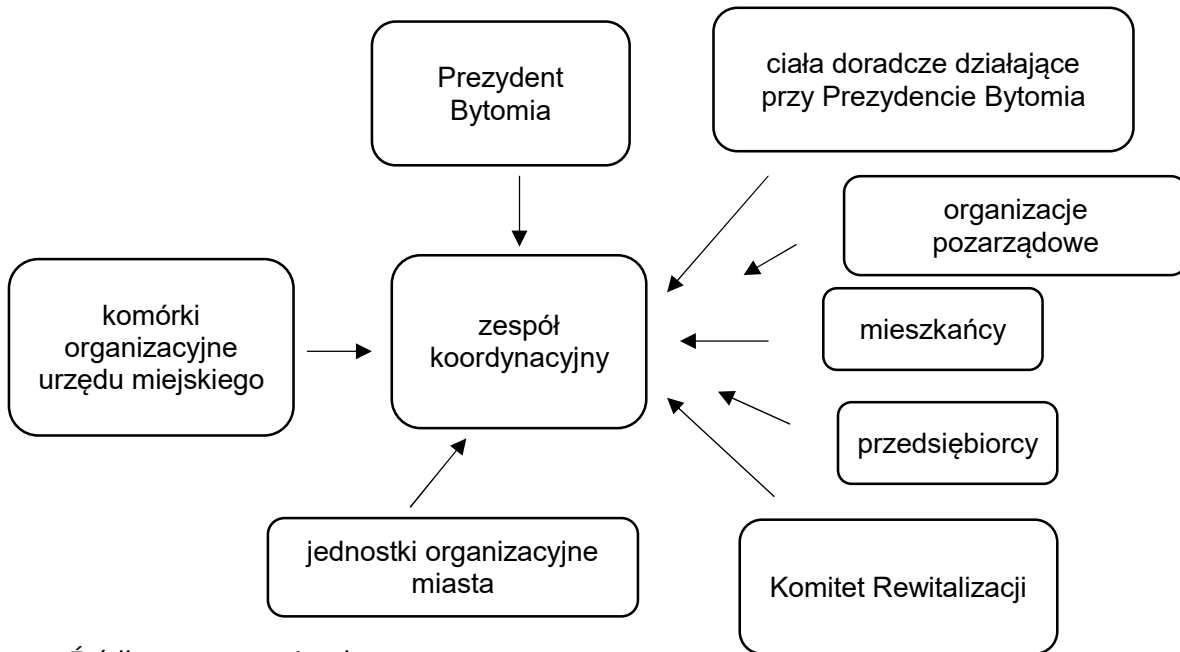 Prezydent
Bytomia
ciała doradcze działające
przy Prezydencie Bytomia
organizacje
pozarządowe
komórki
organizacyjne
urzędu miejskiego
zespół
koordynacyjny
mieszkańcy
przedsiębiorcy
jednostki organizacyjne
miasta
Komitet Rewitalizacji